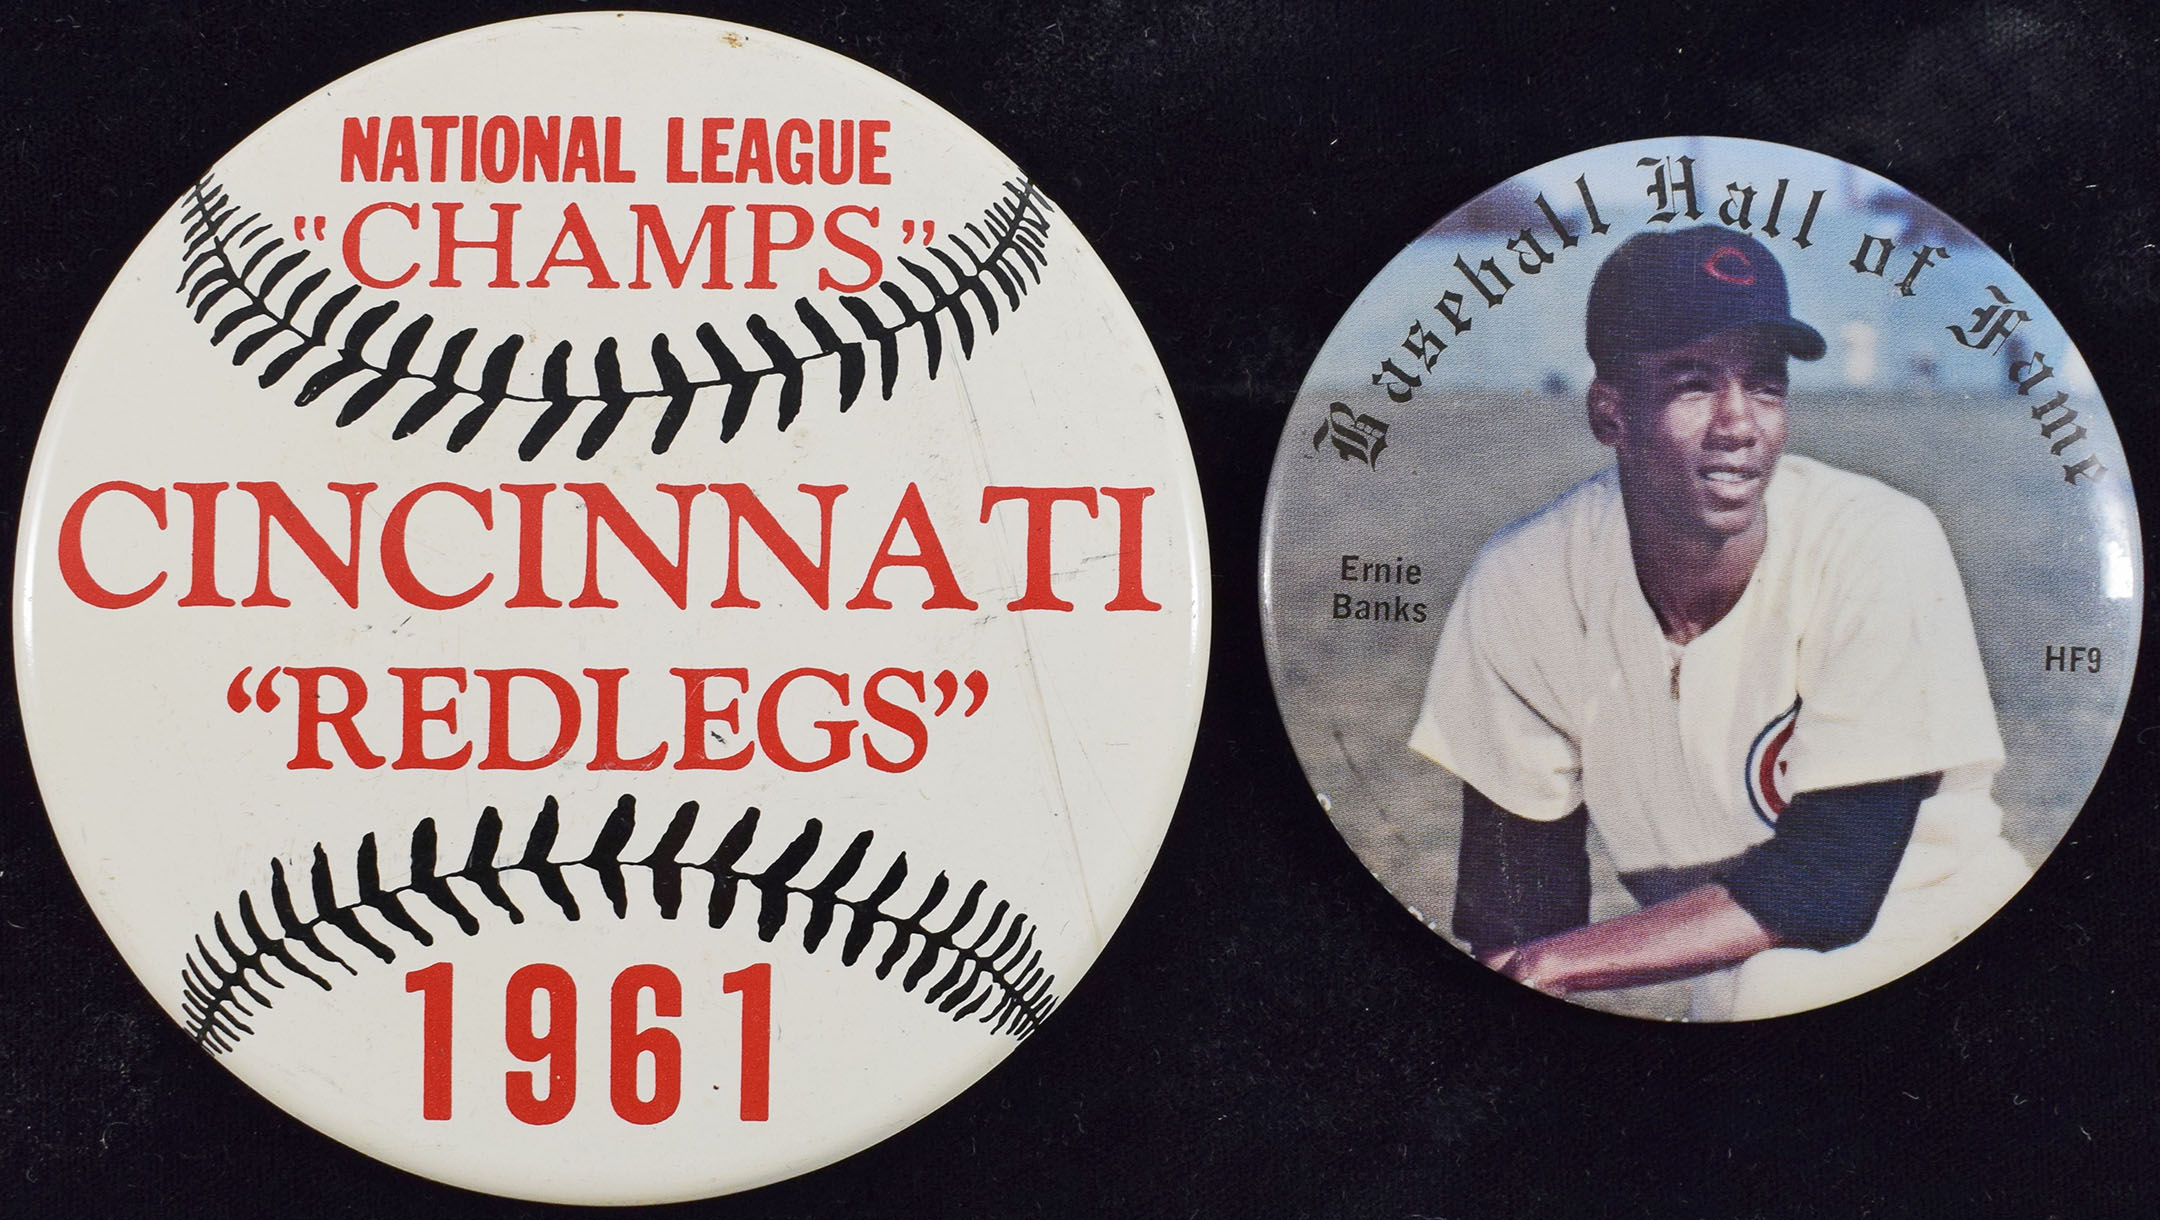 NATIONAL LEAGUE
"CHAMPS"
CINCINNATI
"REDLEGS"
1961
Baseball Hall of Fame
C
Ernie
Banks
HF9
C